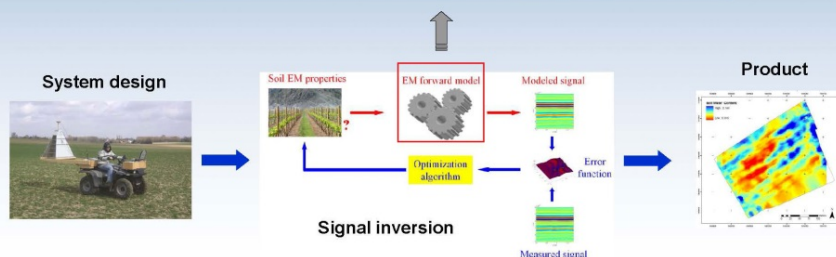 System design
Soil EM properties
?
EM forward model
Modeled signal
Product
Optimization
algorithm
Error
function
Signal inversion
Measured signal